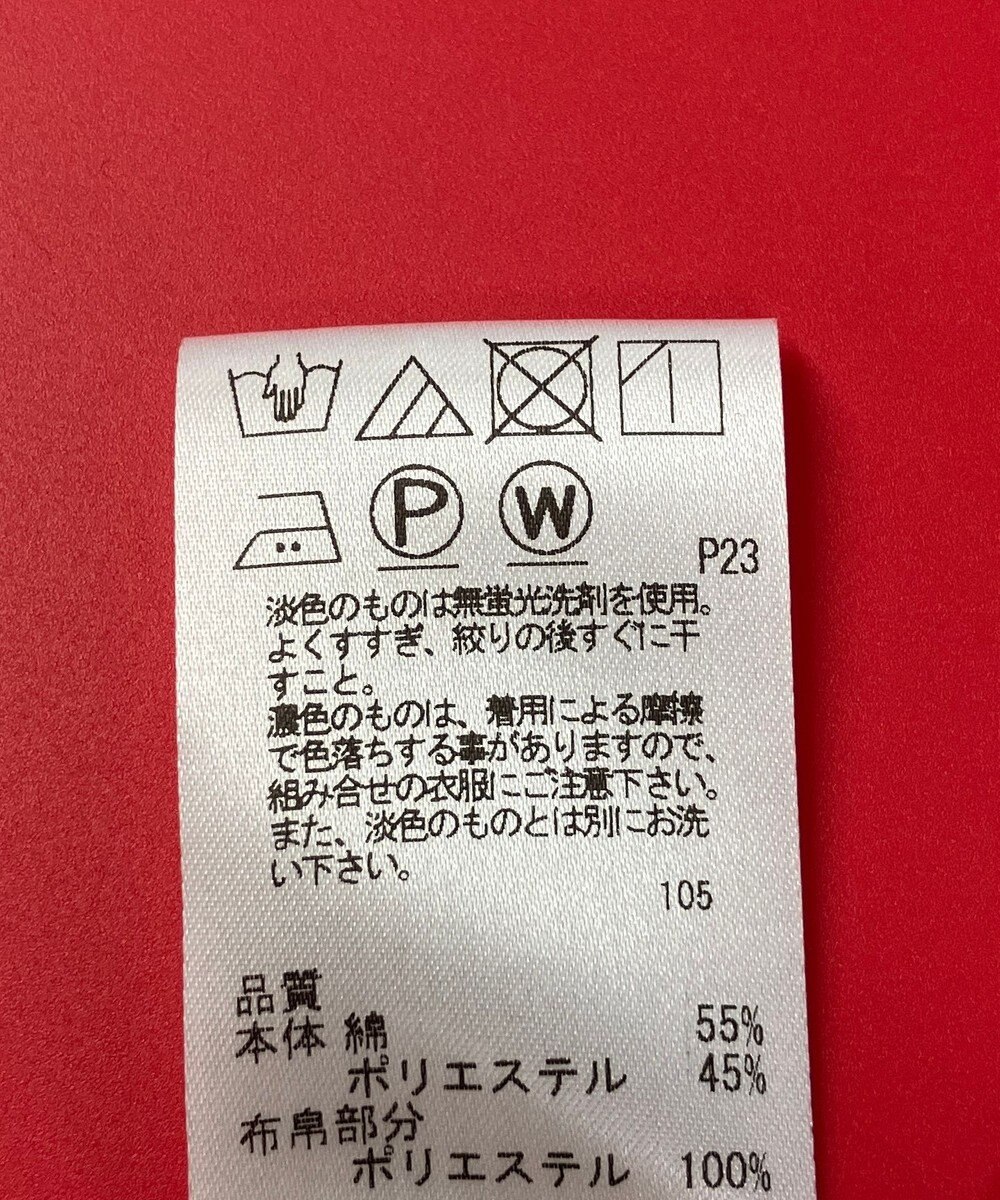 P
W
P23
淡色のものは無蛍光洗剤を使用。
よくすすぎ、絞りの後すぐに干
すこと。
濃色のものは、着用による摩擦
で色落ちする事がありますので、
組み合せの衣服にご注意下さい。
また、淡色のものとは別にお洗
い下さい。
105
品質
本体 綿 55%
ポリエステル 45%
布帛部分
ポリエステル 100%